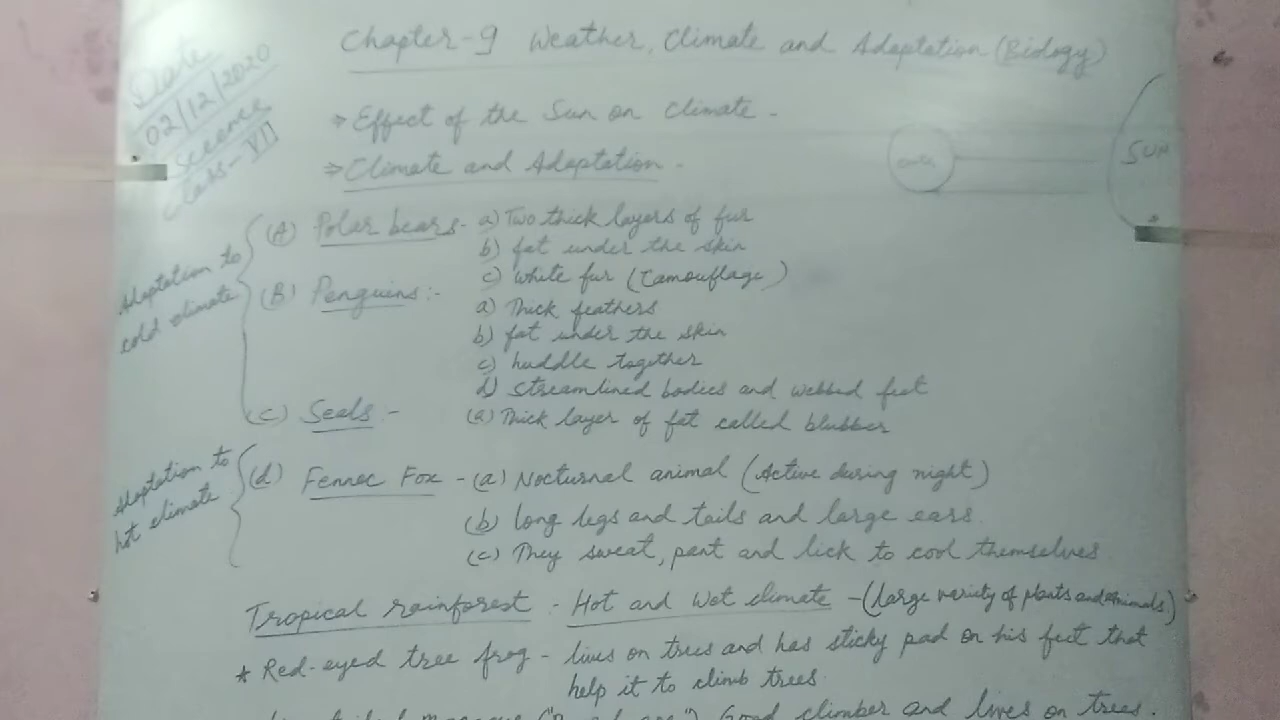 Date
02/12/2020
Science
Class-VII
Chapter-9 Weather, Climate and Adaptation (Biology)
⇒ Effect of the Sun on Climate.
⇒ Climate and Adaptation.
SUN
Adaptation to
cold climate
(A) Polar bears- a) Two thick layers of fur
b) fat under the skin
c) White fur (Camouflage)
(B) Penguins:-
a) Thick feathers
b) fat under the skin
c) huddle together
d) Streamlined bodies and webbed feet
(C) Seals:- (a) Thick layer of fat called blubber
Adaptation to
hot climate
(d) Fennec Fox - (a) Nocturnal animal (Active during night)
(b) long legs and tails and large ears
(c) They sweat, pant and lick to cool themselves
Tropical rainforest - Hot and Wet climate - (large variety of plants and animals)
* Red-eyed tree frog - lives on trees and has sticky pad on his feet that
help it to climb trees.
Good climber and lives on trees.